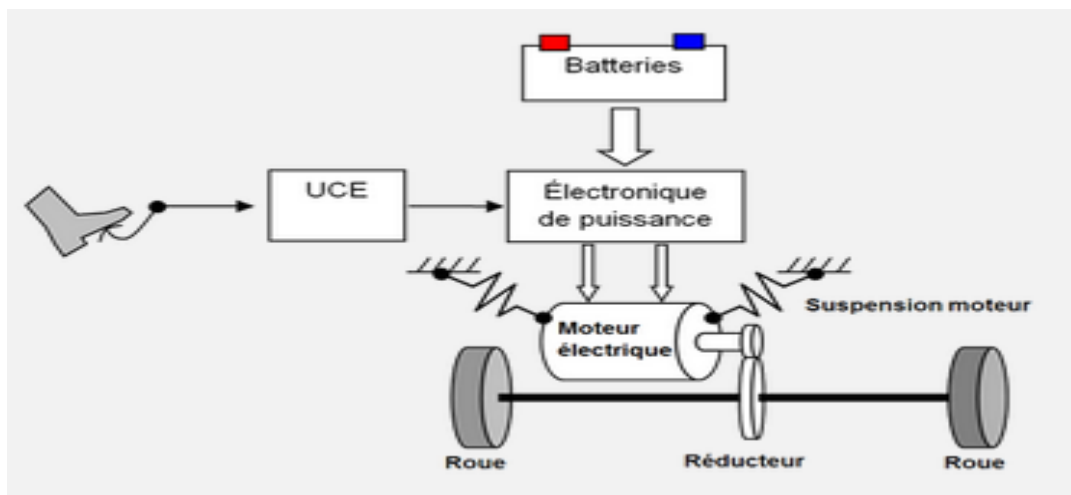 Batteries
UCE
Électronique
de puissance
Suspension moteur
Moteur
électrique
Roue
Réducteur
Roue